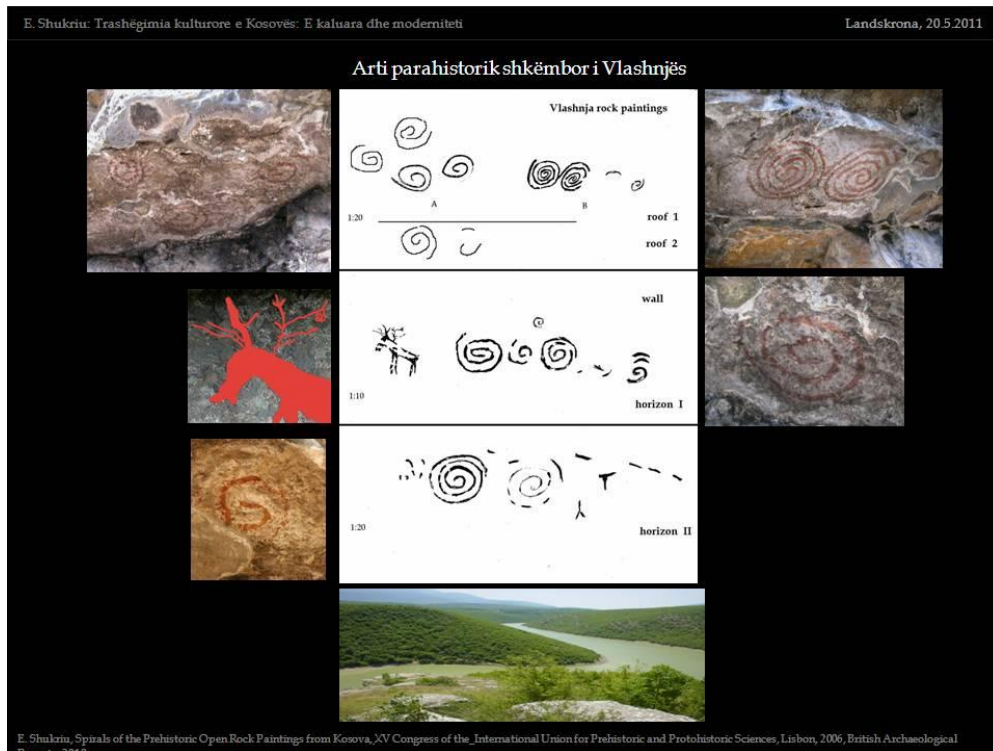 E. Shukriu: Trashëgimia kulturore e Kosovës: E kaluara dhe moderniteti
Landskrona, 20.5.2011
Arti parahistorik shkëmbor i Vlashnjës
Vlashnja rock paintings
A
B
1:20
roof 1
roof 2
wall
1:10
horizon I
1:20
horizon II
E. Shukriu, Spirals of the Prehistoric Open Rock Paintings from Kosova, XV Congress of the International Union for Prehistoric and Protohistoric Sciences, Lisbon, 2006, British Archaeological